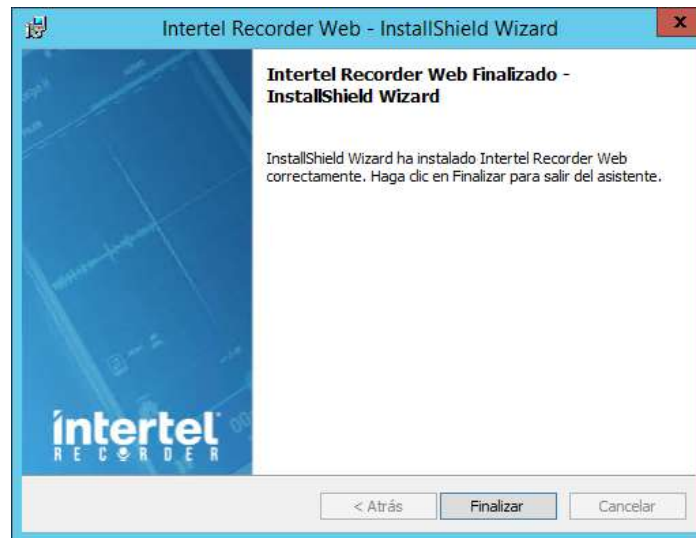 Intertel Recorder Web - InstallShield Wizard
x
Intertel Recorder Web Finalizado -
InstallShield Wizard
InstallShield Wizard ha instalado Intertel Recorder Web
correctamente. Haga clic en Finalizar para salir del asistente.
íntertel
RECORDER
< Atrás
Finalizar
Cancelar